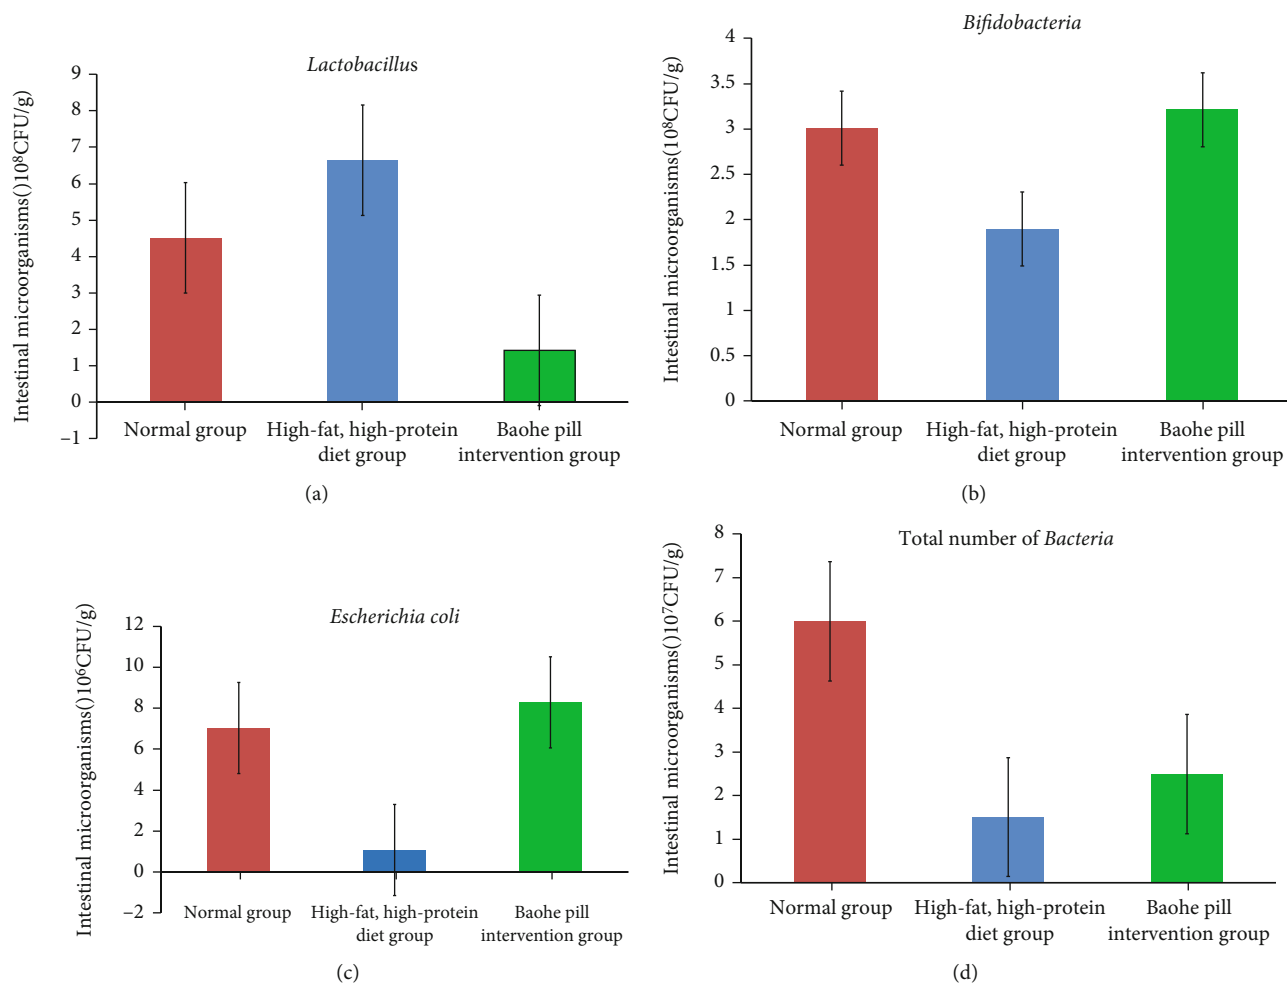 Lactobacillus
Intestinal microorganisms()10⁸CFU/g)
9
8
7
6
5
4
3
2
1
0
–1
Normal group
High-fat, high-protein
diet group
Baohe pill
intervention group
(a)
Bifidobacteria
Intestinal microorganisms(10⁸CFU/g)
4
3.5
3
2.5
2
1.5
1
0.5
0
Normal group
High-fat, high-protein
diet group
Baohe pill
intervention group
(b)
Escherichia coli
Intestinal microorganisms()10⁶CFU/g)
12
10
8
6
4
2
0
–2
Normal group
High-fat, high-protein
diet group
Baohe pill
intervention group
(c)
Total number of Bacteria
Intestinal microorganisms()10⁷CFU/g)
8
7
6
5
4
3
2
1
0
Normal group
High-fat, high-protein
diet group
Baohe pill
intervention group
(d)